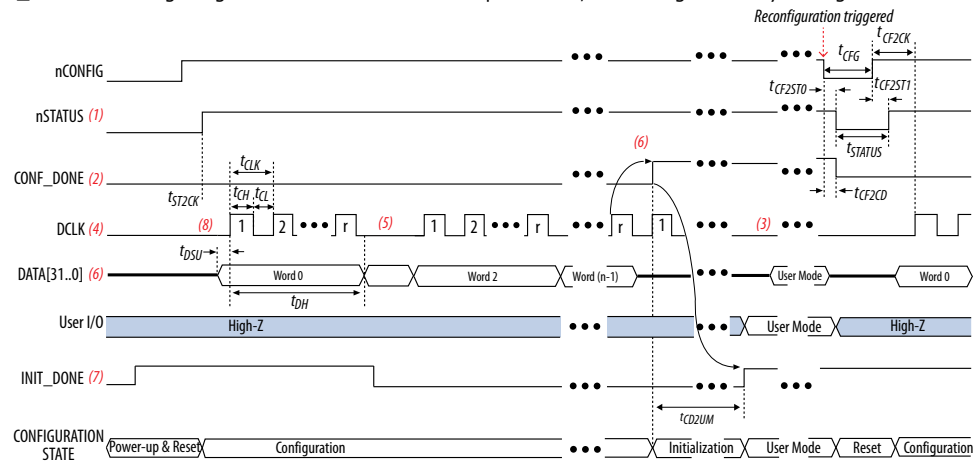 Reconfiguration triggered
tCF2CK
tCFG
nCONFIG
tCF2ST0
tCF2ST1
nSTATUS (1)
tSTATUS
(6)
tCLK
CONF_DONE (2)
tCF2CD
tST2CK
tCH tCL
DCLK (4) (8) 1 2 r (5) 1 2 r r 1 (3)
tDSU
DATA[31..0] (6) Word 0 Word 2 Word (n-1) User Mode Word 0
tDH
User I/O High-Z User Mode High-Z
INIT_DONE (7)
tCD2UM
CONFIGURATION
STATE
Power-up & Reset Configuration Initialization User Mode Reset Configuration